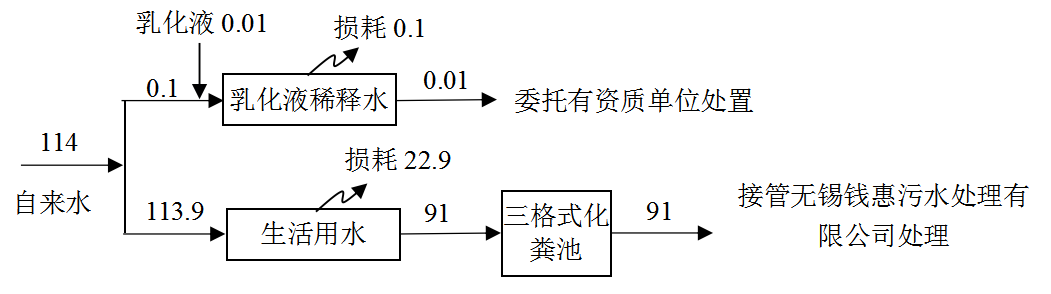 乳化液 0.01
损耗 0.1
0.1
乳化液稀释水
0.01
委托有资质单位处置
114
自来水
损耗 22.9
113.9
生活用水
91
三格式化
粪池
91
接管无锡钱惠污水处理有
限公司处理